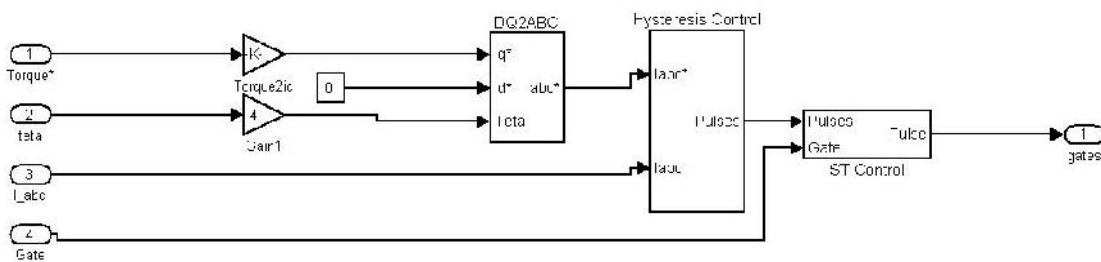 DQ2ABC
Hysteresis Control
1
Torque*
-K-
Torque2iq
q*
0
d*
abc*
Iabc*
2
teta
4
Gain1
Teta
Pulses
Pulses
Pulse
1
gates
3
I_abc
Iabc
Gate
ST Control
4
Gate